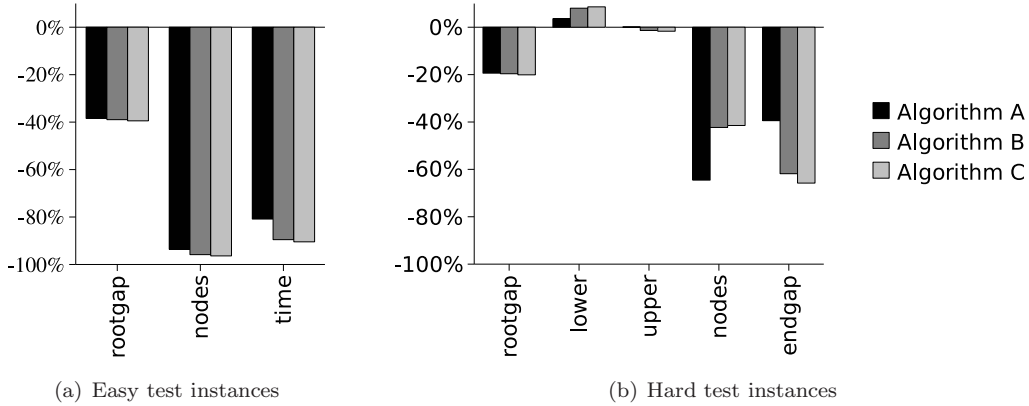 0%
-20%
-40%
-60%
-80%
-100%
rootgap
nodes
time
(a) Easy test instances
0%
-20%
-40%
-60%
-80%
-100%
rootgap
lower
upper
nodes
endgap
Algorithm A
Algorithm B
Algorithm C
(b) Hard test instances